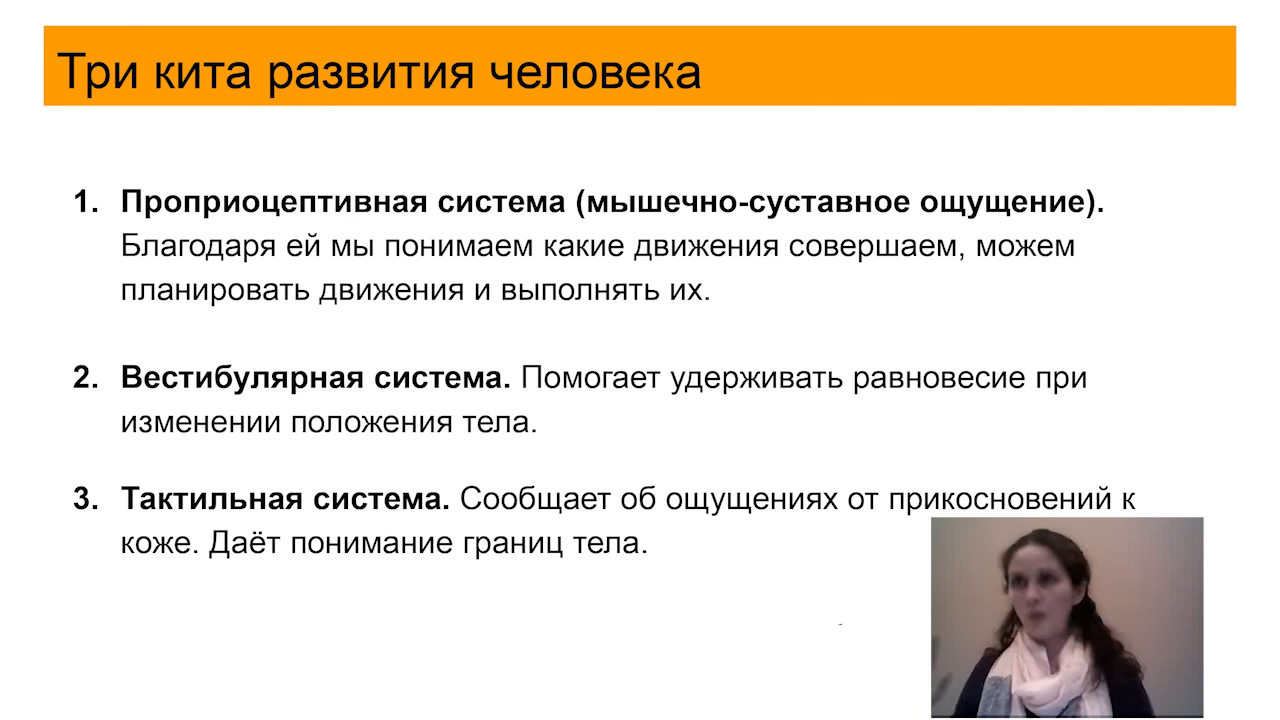 Три кита развития человека
1. Проприоцептивная система (мышечно-суставное ощущение).
Благодаря ей мы понимаем какие движения совершаем, можем
планировать движения и выполнять их.
2. Вестибулярная система. Помогает удерживать равновесие при
изменении положения тела.
3. Тактильная система. Сообщает об ощущениях от прикосновений к
коже. Даёт понимание границ тела.